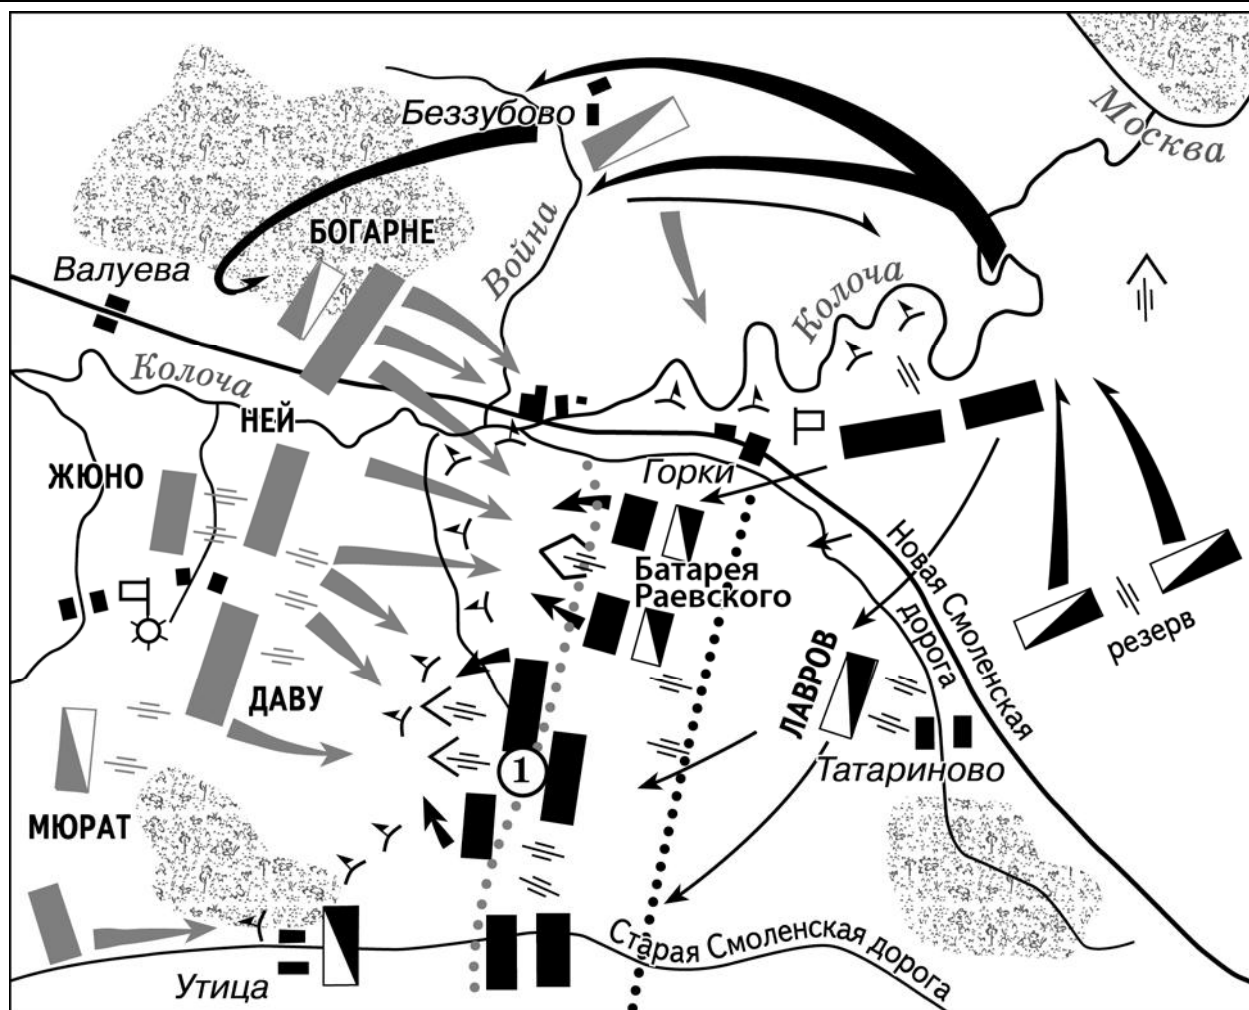 Беззубово
Москва
БОГАРНЕ
Война
Валуева
Колоча
Колоча
НЕЙ
ЖЮНО
Горки
Батарея
Раевского
Новая Смоленская
дорога
резерв
ДАВУ
ЛАВРОВ
1
Татариново
МЮРАТ
Старая Смоленская дорога
Утица